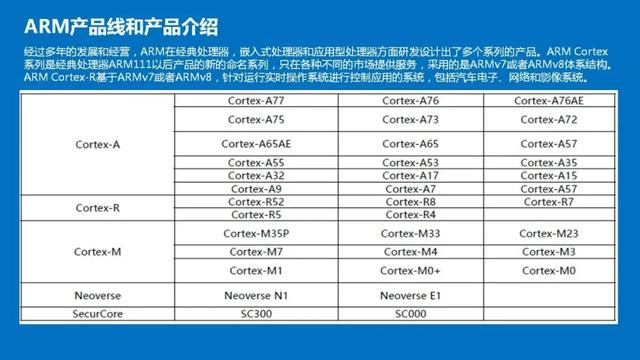 ARM产品线和产品介绍
经过多年的发展和经营，ARM在经典处理器，嵌入式处理器和应用型处理器方面研发设计出了多个系列的产品。ARM Cortex
系列是经典处理器ARM111以后产品的新的命名系列，只在各种不同的市场提供服务，采用的是ARMv7或者ARMv8体系结构。
ARM Cortex-R基于ARMv7或者ARMv8，针对运行实时操作系统进行控制应用的系统，包括汽车电子、网络和影像系统。
Cortex-A
Cortex-A77 Cortex-A76 Cortex-A76AE
Cortex-A75 Cortex-A73 Cortex-A72
Cortex-A65AE Cortex-A65 Cortex-A57
Cortex-A55 Cortex-A53 Cortex-A35
Cortex-A32 Cortex-A17 Cortex-A15
Cortex-A9 Cortex-A7 Cortex-A57
Cortex-R
Cortex-R52 Cortex-R8 Cortex-R7
Cortex-R5 Cortex-R4
Cortex-M
Cortex-M35P Cortex-M33 Cortex-M23
Cortex-M7 Cortex-M4 Cortex-M3
Cortex-M1 Cortex-M0+ Cortex-M0
Neoverse Neoverse N1 Neoverse E1
SecurCore SC300 SC000